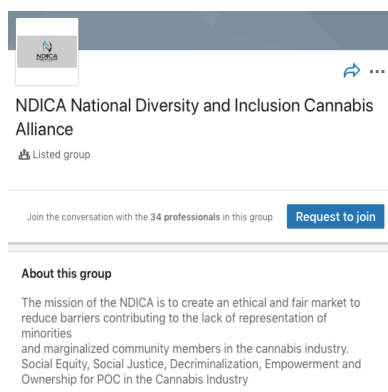 NDICA
NDICA National Diversity and Inclusion Cannabis
Alliance
Listed group
Join the conversation with the 34 professionals in this group
Request to join
About this group
The mission of the NDICA is to create an ethical and fair market to
reduce barriers contributing to the lack of representation of
minorities
and marginalized community members in the cannabis industry.
Social Equity, Social Justice, Decriminalization, Empowerment and
Ownership for POC in the Cannabis Industry